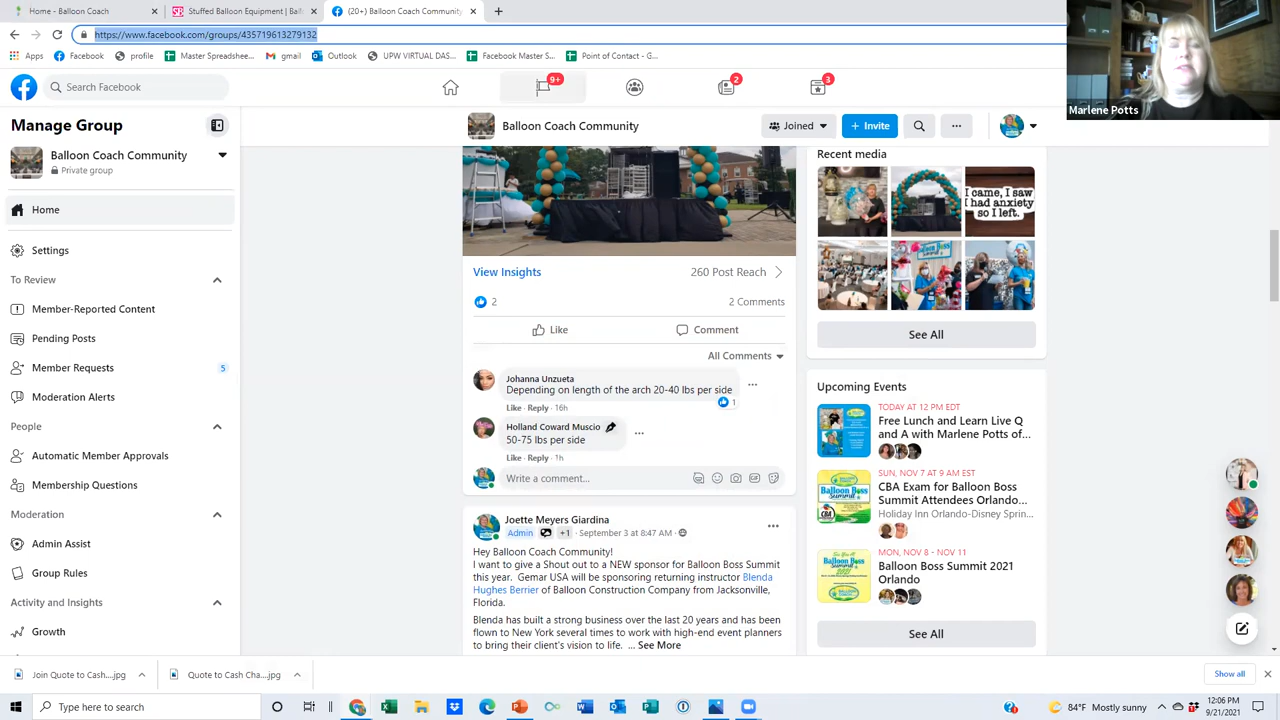 Home - Balloon Coach
Stuffed Balloon Equipment | Ball
(20+) Balloon Coach Community
https://www.facebook.com/groups/435719613279132
Apps
Facebook
profile
Master Spreadshee...
gmail
Outlook
UPW VIRTUAL DAS...
Facebook Master S...
Point of Contact - G...
Search Facebook
9+
2
3
Marlene Potts
Manage Group
Balloon Coach Community
Private group
Home
Settings
To Review
Member-Reported Content
Pending Posts
Member Requests
5
Moderation Alerts
People
Automatic Member Approvals
Membership Questions
Moderation
Admin Assist
Group Rules
Activity and Insights
Growth
Balloon Coach Community
Joined
+ Invite
View Insights
260 Post Reach
2
2 Comments
Like
Comment
All Comments
Johanna Unzueta
Depending on length of the arch 20-40 lbs per side
1
Like · Reply · 16h
Holland Coward Muscio
50-75 lbs per side
Like · Reply · 1h
Write a comment...
Joette Meyers Giardina
Admin
+1 · September 3 at 8:47 AM ·
Hey Balloon Coach Community!
I want to give a Shout out to a NEW sponsor for Balloon Boss Summit
this year. Gemar USA will be sponsoring returning instructor Blenda
Hughes Berrier of Balloon Construction Company from Jacksonville,
Florida.
Blenda has built a strong business over the last 20 years and has been
flown to New York several times to work with high-end event planners
to bring their client's vision to life. ... See More
Recent media
I came, I saw
I had anxiety
so I left.
See All
Upcoming Events
TODAY AT 12 PM EDT
Free Lunch and Learn Live Q
and A with Marlene Potts of...
SUN, NOV 7 AT 9 AM EST
CBA Exam for Balloon Boss
Summit Attendees Orlando...
Holiday Inn Orlando-Disney Sprin...
MON, NOV 8 - NOV 11
Balloon Boss Summit 2021
Orlando
See All
Join Quote to Cash....jpg
Quote to Cash Cha....jpg
Show all
Type here to search
84°F Mostly sunny
12:06 PM
9/21/2021